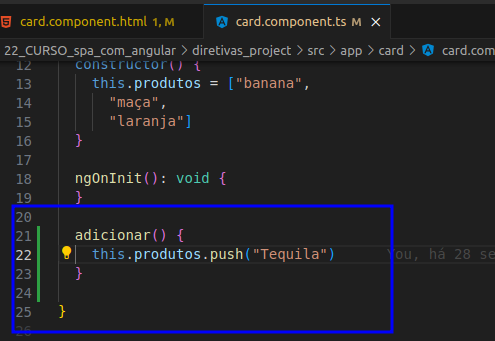 card.component.html 1, M
card.component.ts M
22_CURSO_spa_com_angular > diretivas_project > src > app > card > card.com
12 constructor() {
13 this.produtos = ["banana",
14 "maça",
15 "laranja"]
16 }
17
18 ngOnInit(): void {
19 }
20
21 adicionar() {
22 this.produtos.push("Tequila") You, há 28 se
23 }
24
25 }
26